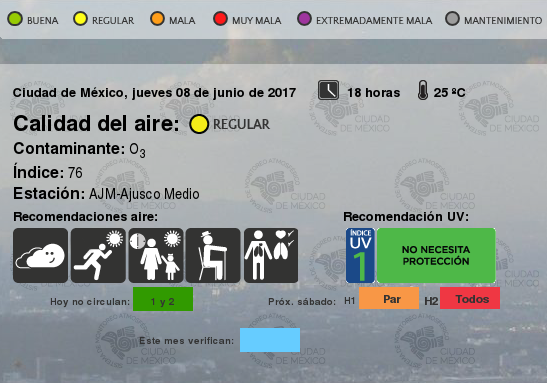 BUENA REGULAR MALA MUY MALA EXTREMADAMENTE MALA MANTENIMIENTO
Ciudad de México, jueves 08 de junio de 2017 18 horas 25 ºC
Calidad del aire: REGULAR
Contaminante: O3
Índice: 76
Estación: AJM-Ajusco Medio
Recomendaciones aire: Recomendación UV:
ÍNDICE UV 1 NO NECESITA
PROTECCIÓN
Hoy no circulan: 1 y 2 Próx. sábado: H1 Par H2 Todos
Este mes verifican:
MONITOREO ATMOSFÉRICO
CIUDAD
DE MÉXICO